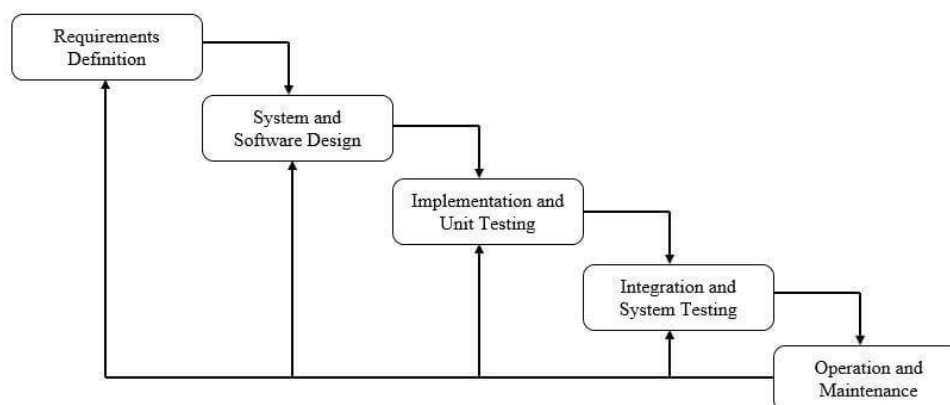 Requirements
Definition
System and
Software Design
Implementation and
Unit Testing
Integration and
System Testing
Operation and
Maintenance